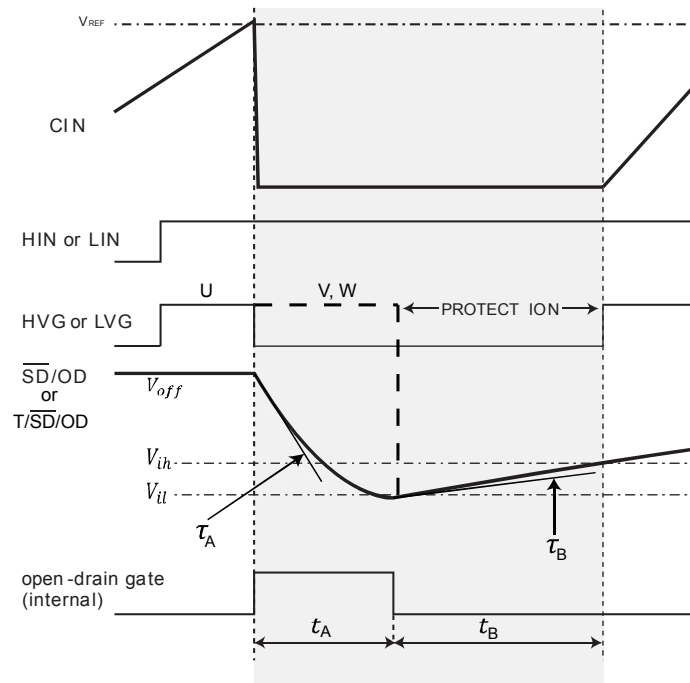 VREF
CIN
HIN or LIN
U
V, W
HVG or LVG
PROTECT ION
SD/OD
or
T/SD/OD
Voff
Vih
Vil
τA
τB
open-drain gate
(internal)
tA
tB